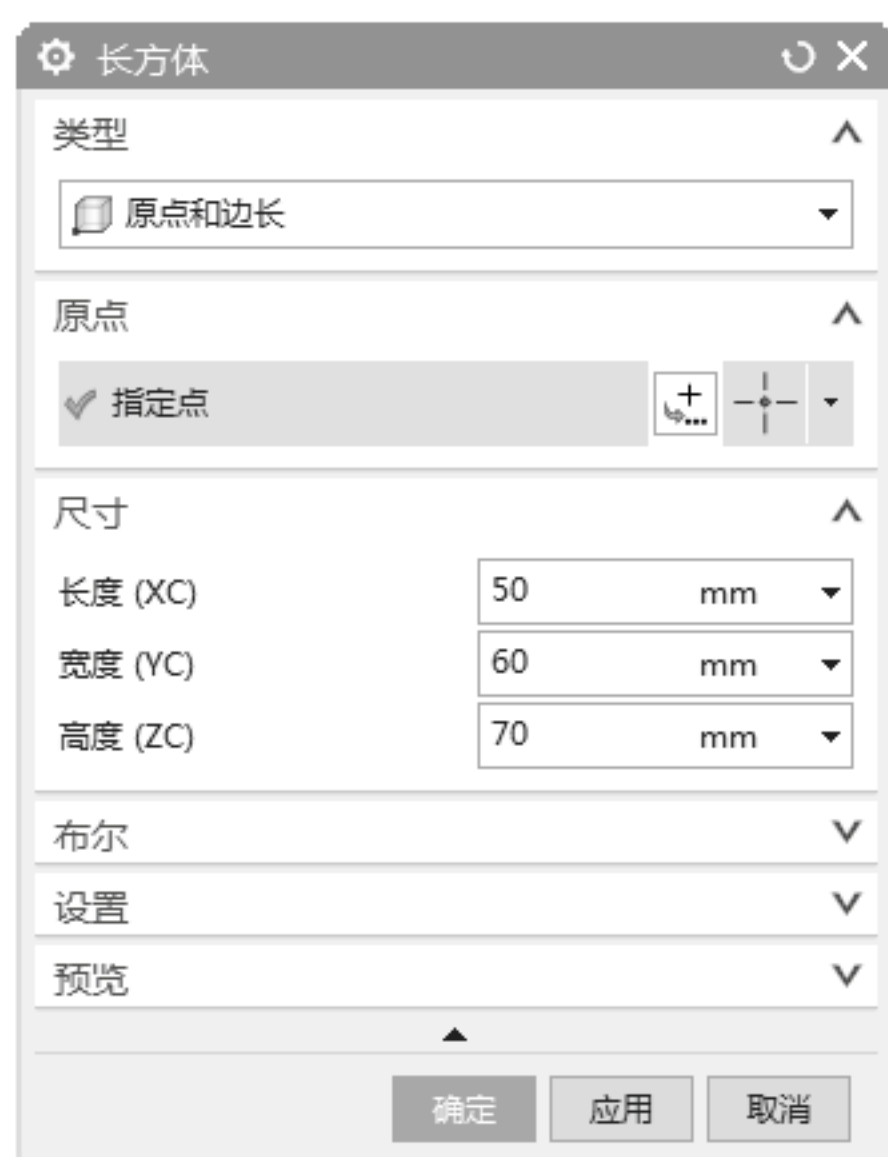 长方体
类型
原点和边长
原点
指定点
尺寸
长度 (XC) 50 mm
宽度 (YC) 60 mm
高度 (ZC) 70 mm
布尔
设置
预览
确定 应用 取消